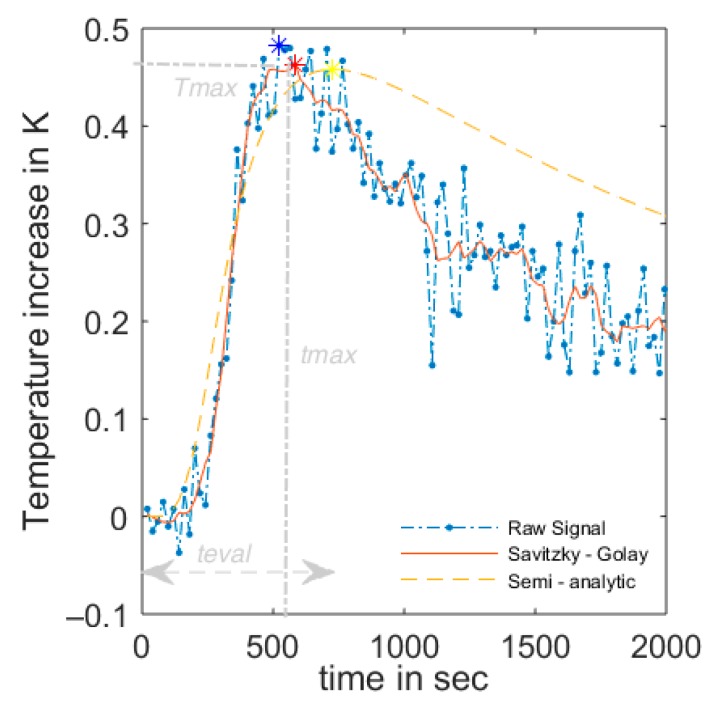 0.5
0.4
0.3
0.2
0.1
0
–0.1
Temperature increase in K
Tmax
tmax
teval
Raw Signal
Savitzky - Golay
Semi - analytic
0 500 1000 1500 2000
time in sec